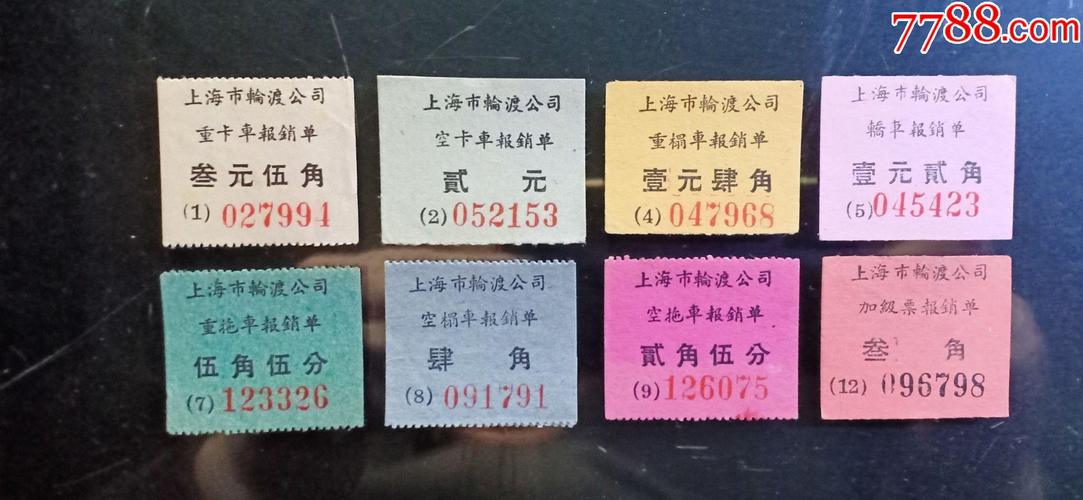 7788.com
上海市輪渡公司
重卡車報銷单
叁元伍角
(1) 027994
上海市輪渡公司
空卡車報銷单
貳元
(2) 052153
上海市輪渡公司
重榻車報銷单
壹元肆角
(4) 047968
上海市輪渡公司
轎車報銷单
壹元貳角
(5) 045423
上海市輪渡公司
重拖車報銷单
伍角伍分
(7) 123326
上海市輪渡公司
空榻車報銷单
肆角
(8) 091791
上海市輪渡公司
空拖車報銷单
貳角伍分
(9) 126075
上海市輪渡公司
加級票報銷单
叁角
(12) 096798